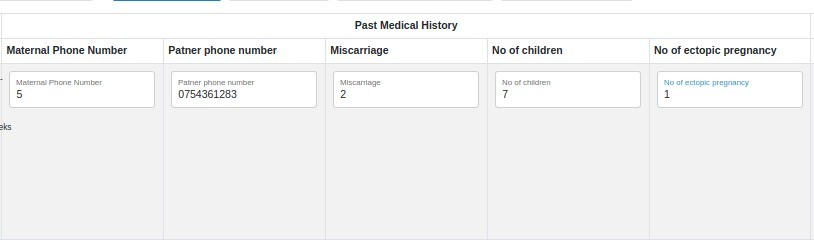 Past Medical History
Maternal Phone Number Patner phone number Miscarriage No of children No of ectopic pregnancy
Maternal Phone Number Patner phone number Miscarriage No of children No of ectopic pregnancy
5 0754361283 2 7 1
eks